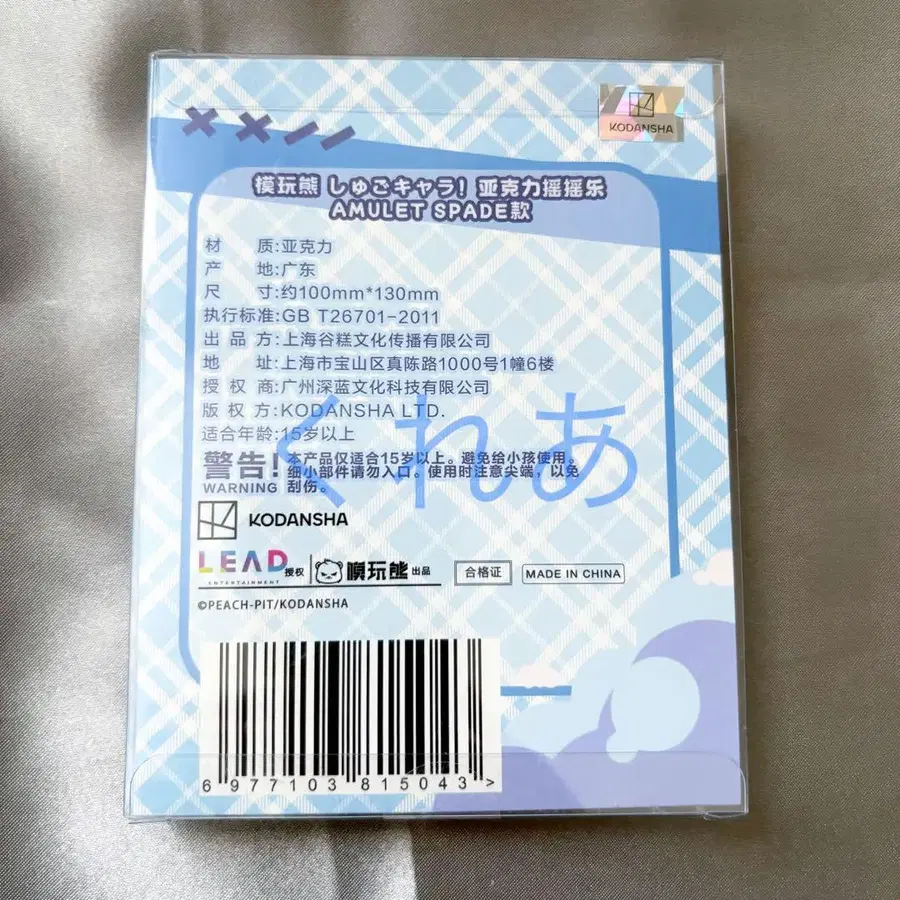 KODANSHA
模玩熊 しゅごキャラ! 亚克力摇摇乐
AMULET SPADE款
材 质:亚克力
产 地:广东
尺 寸:约100mm*130mm
执行标准:GB T26701-2011
出品方:上海谷糕文化传播有限公司
地 址:上海市宝山区真陈路1000号1幢6楼
授权商:广州深蓝文化科技有限公司
版权方:KODANSHA LTD.
适合年龄:15岁以上
警告! 本产品仅适合15岁以上。避免给小孩使用。
细小部件请勿入口。使用时注意尖端,以免
WARNING 刮伤。
くれあ
KODANSHA
LEAD授权 模玩熊出品 合格证 MADE IN CHINA
ENTERTAINMENT
©PEACH-PIT/KODANSHA
6977103815043>